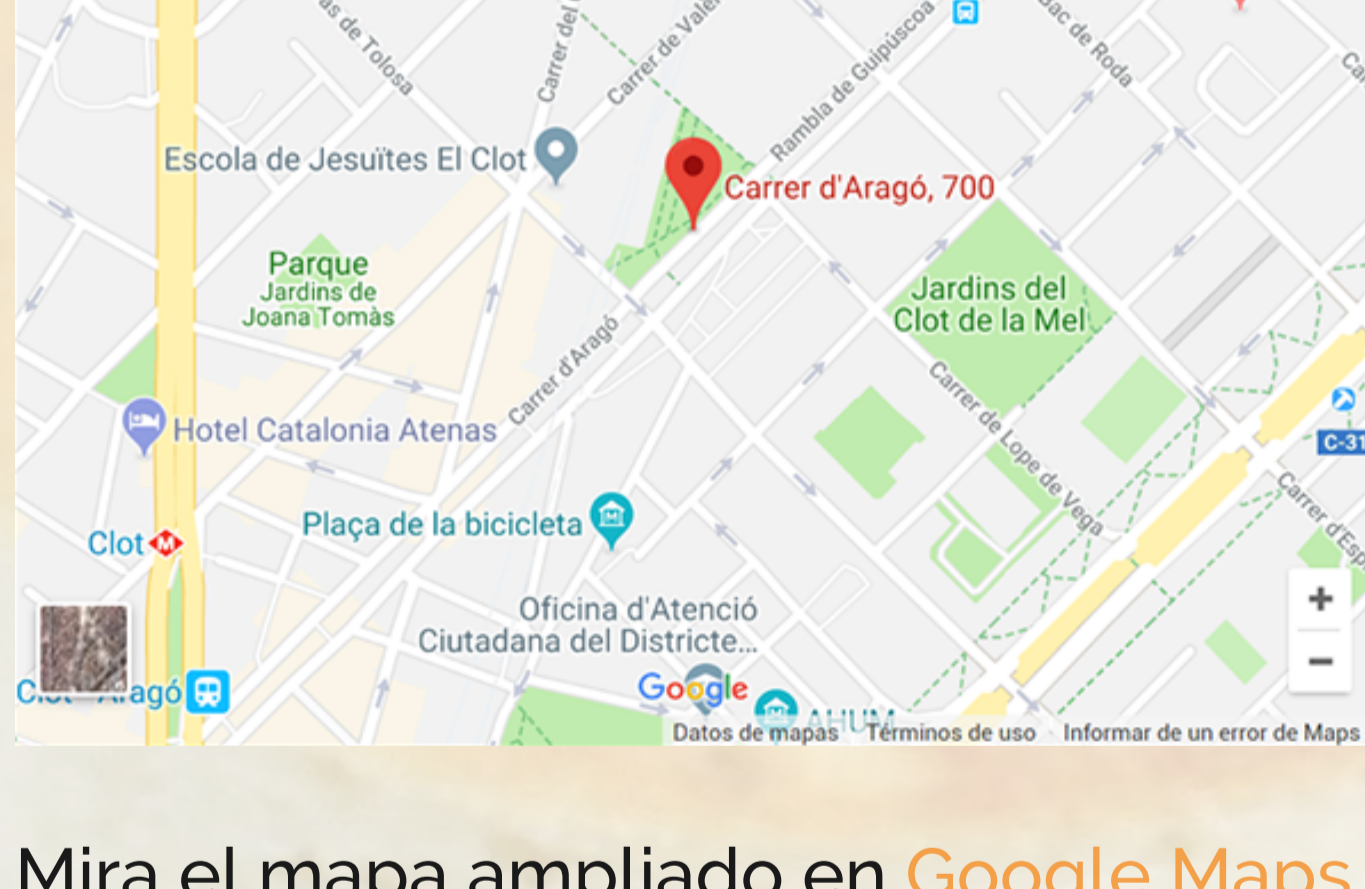 as de Tolosa
Carrer del
Carrer de Valèn
Rambla de Guipúscoa
Bac de Roda
Escola de Jesuïtes El Clot
Carrer d'Aragó, 700
Parque
Jardins de
Joana Tomàs
Jardins del
Clot de la Mel
Carrer d'Aragó
Carrer de Lope de Vega
Hotel Catalonia Atenas
C-31
Carrer d'Esp
Plaça de la bicicleta
Clot M
Oficina d'Atenció
Ciutadana del Districte...
+
−
Clot - Aragó
Google
AHUM
Datos de mapas Términos de uso Informar de un error de Maps
Mira el mapa ampliado en Google Maps